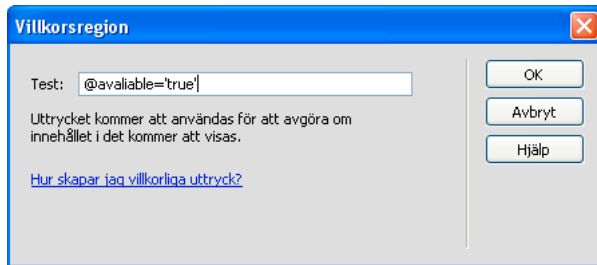 Villkorsregion
Test: @avaliable='true'
OK
Uttrycket kommer att användas för att avgöra om
innehållet i det kommer att visas.
Avbryt
Hjälp
Hur skapar jag villkorliga uttryck?